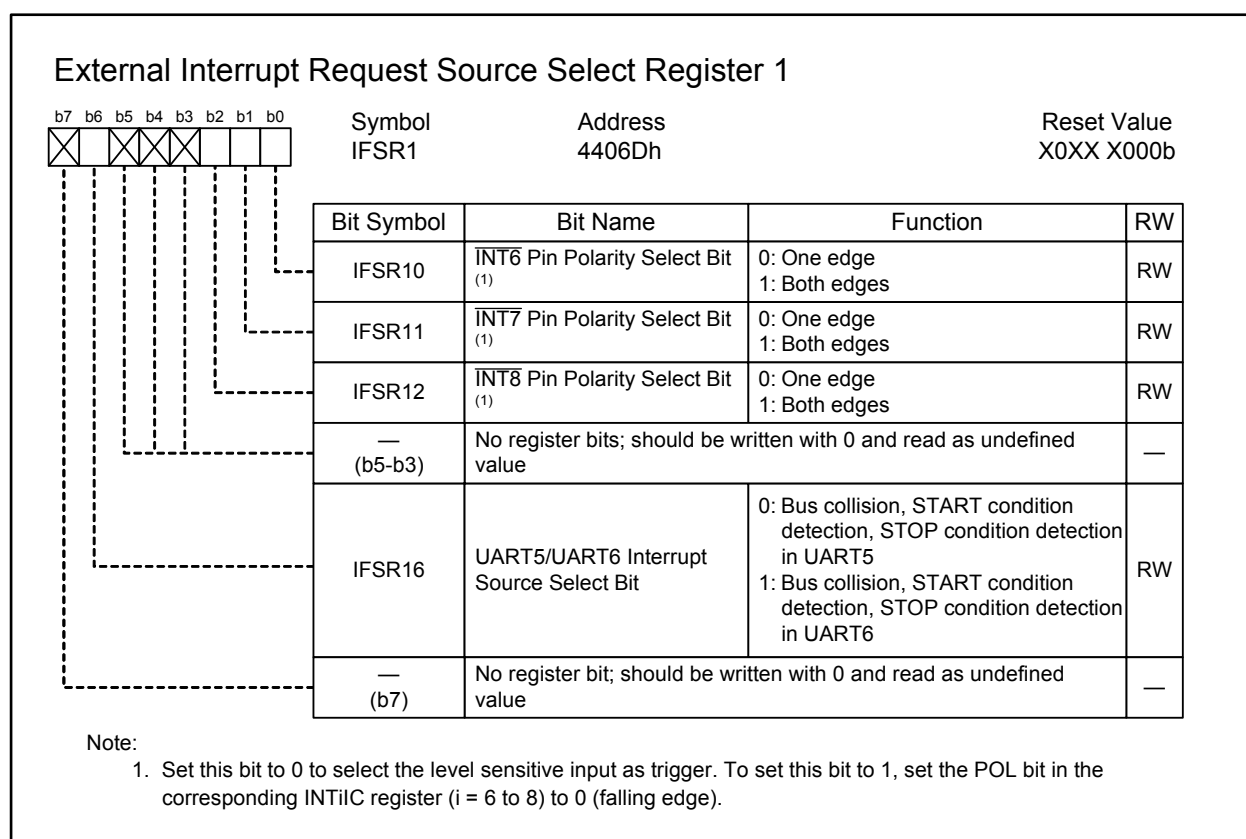 External Interrupt Request Source Select Register 1
b7 b6 b5 b4 b3 b2 b1 b0
Symbol Address Reset Value
IFSR1 4406Dh X0XX X000b
Bit Symbol Bit Name Function RW
IFSR10 INT6 Pin Polarity Select Bit (1) 0: One edge 1: Both edges RW
IFSR11 INT7 Pin Polarity Select Bit (1) 0: One edge 1: Both edges RW
IFSR12 INT8 Pin Polarity Select Bit (1) 0: One edge 1: Both edges RW
— (b5-b3) No register bits; should be written with 0 and read as undefined value —
IFSR16 UART5/UART6 Interrupt Source Select Bit 0: Bus collision, START condition detection, STOP condition detection in UART5 1: Bus collision, START condition detection, STOP condition detection in UART6 RW
— (b7) No register bit; should be written with 0 and read as undefined value —
Note:
1. Set this bit to 0 to select the level sensitive input as trigger. To set this bit to 1, set the POL bit in the
corresponding INTiIC register (i = 6 to 8) to 0 (falling edge).